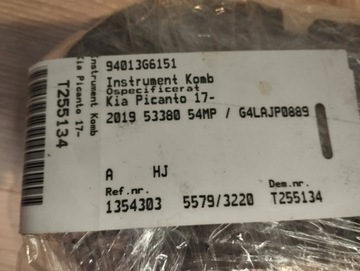 94013G6151
Instrument Komb
Ospecificerat
Kia Picanto 17-
2019 53380 54MP / G4LAJP0889
A HJ
Ref.nr. Dem.nr.
1354303 5579/3220 T255134
Instrument Komb
Kia Picanto 17-
T255134